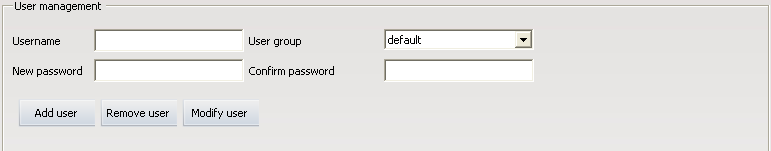 User management
Username User group default
New password Confirm password
Add user Remove user Modify user